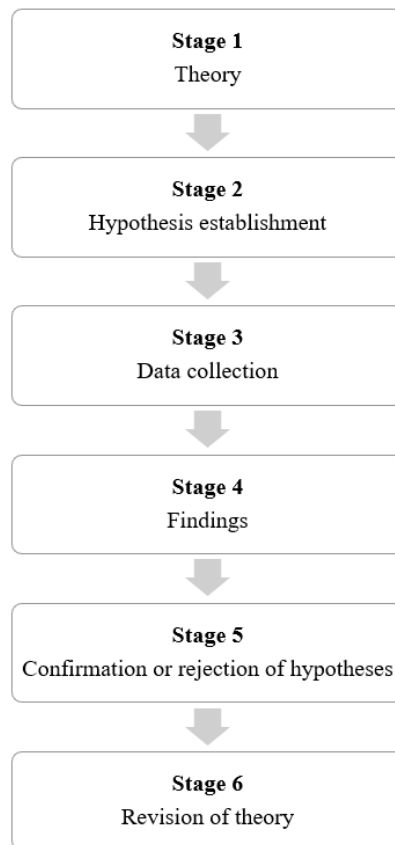 Stage 1
Theory
Stage 2
Hypothesis establishment
Stage 3
Data collection
Stage 4
Findings
Stage 5
Confirmation or rejection of hypotheses
Stage 6
Revision of theory